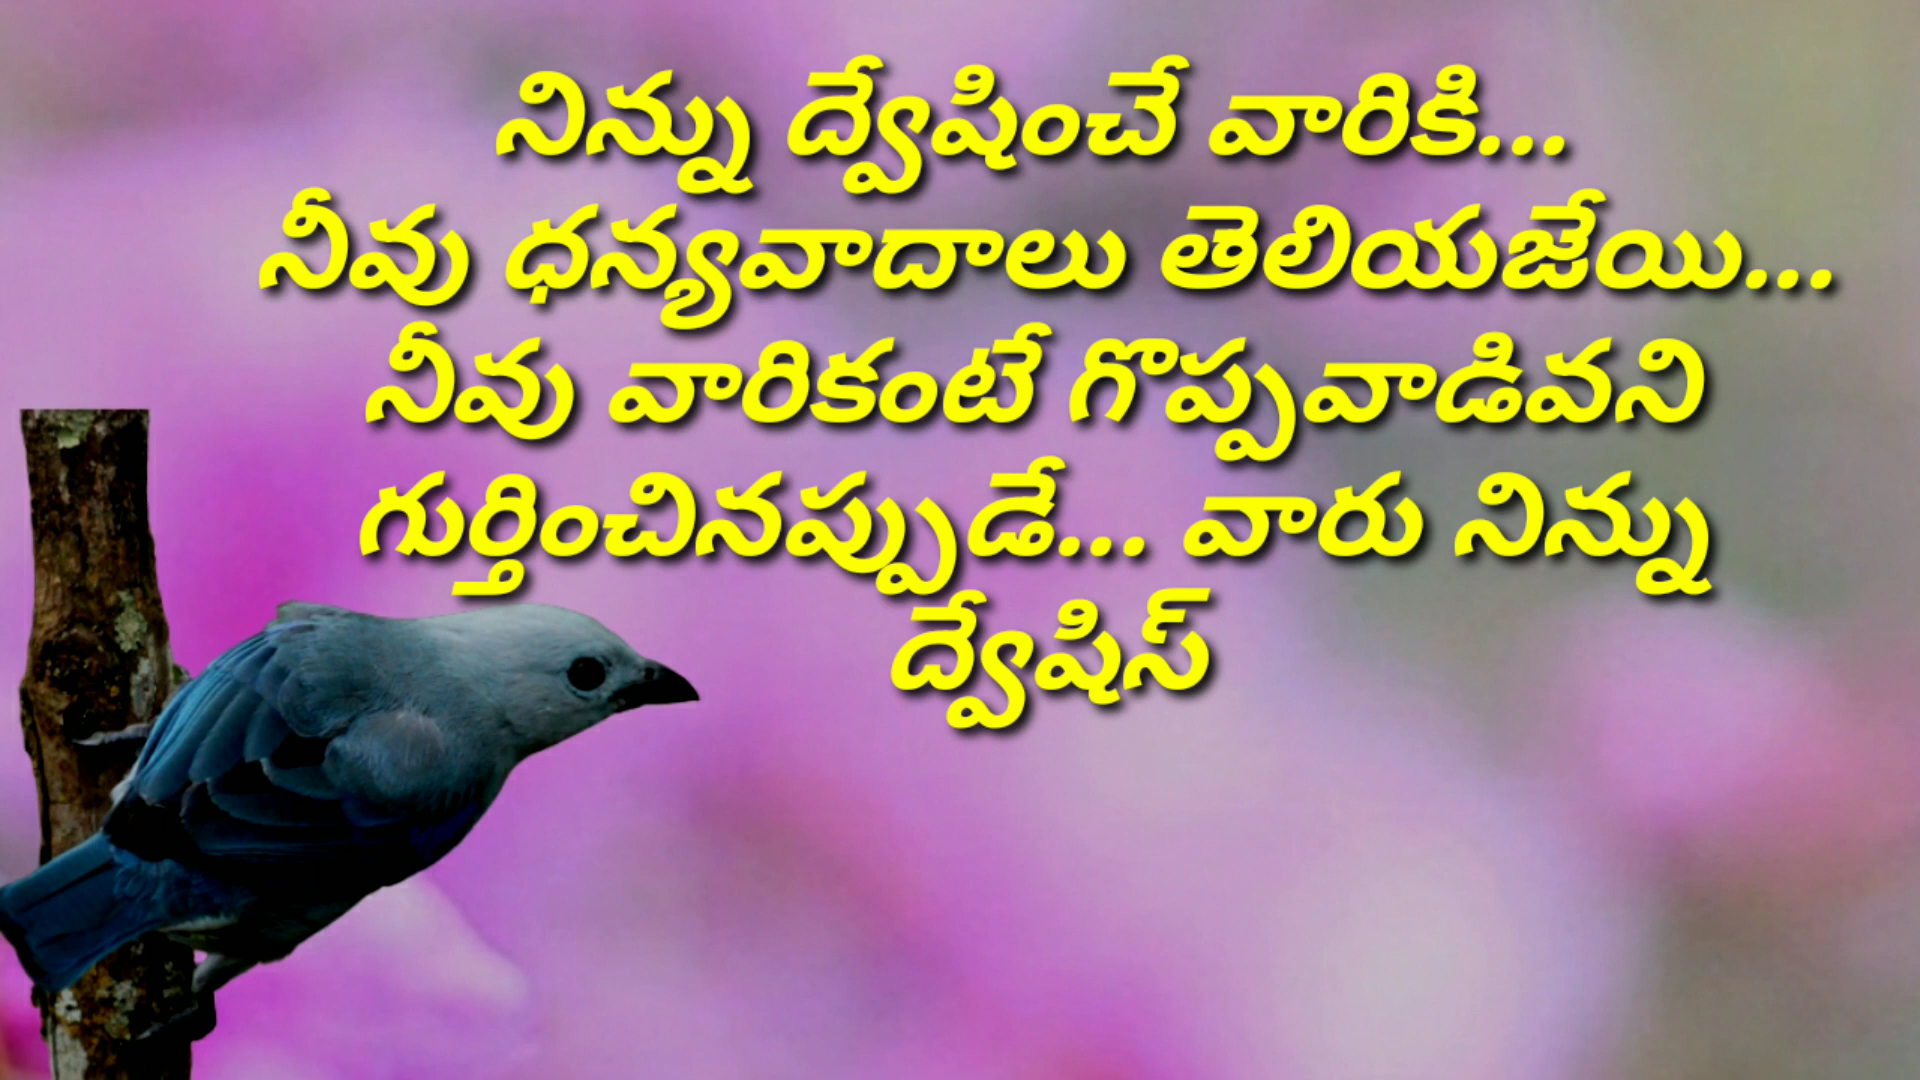 నిన్ను ద్వేషించే వారికి...
నీవు ధన్యవాదాలు తెలియజేయి...
నీవు వారికంటే గొప్పవాడివని
గుర్తించినప్పుడే... వారు నిన్ను
ద్వేషిస్